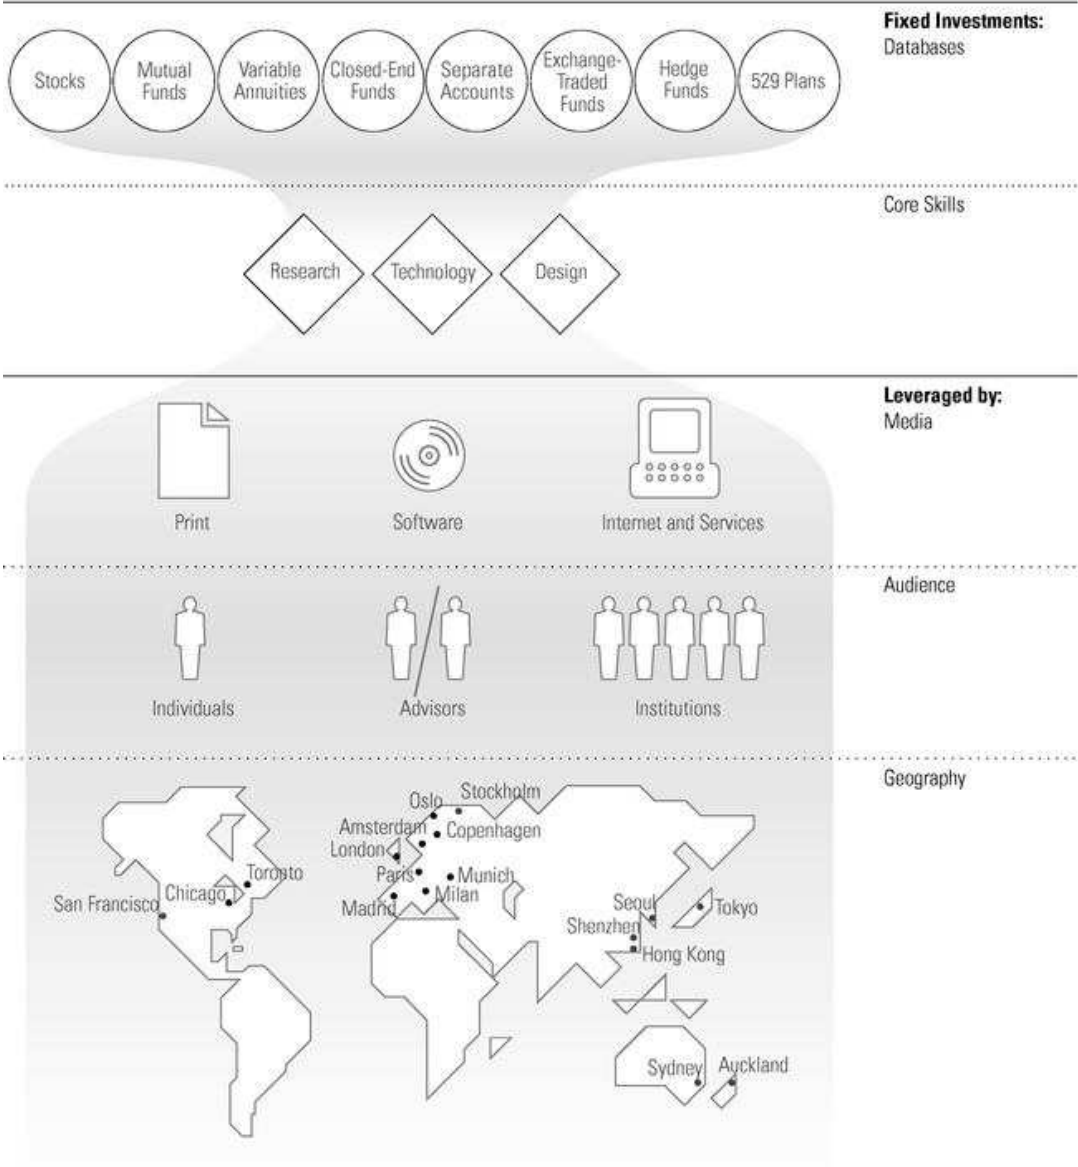 Fixed Investments:
Databases
Stocks
Mutual
Funds
Variable
Annuities
Closed-End
Funds
Separate
Accounts
Exchange-
Traded
Funds
Hedge
Funds
529 Plans
Core Skills
Research
Technology
Design
Leveraged by:
Media
Print
Software
Internet and Services
Audience
Individuals
Advisors
Institutions
Geography
Stockholm
Oslo
Amsterdam
Copenhagen
London
Toronto
Paris
Munich
Chicago
Milan
San Francisco
Madrid
Seoul
Tokyo
Shenzhen
Hong Kong
Sydney
Auckland